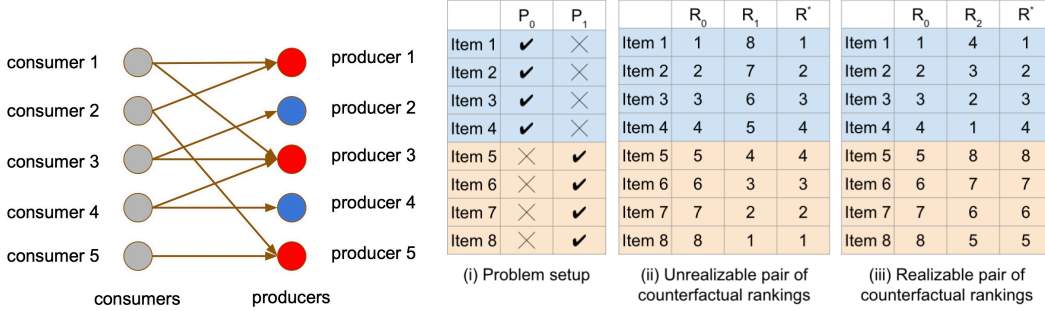 consumer 1
consumer 2
consumer 3
consumer 4
consumer 5
consumers
producer 1
producer 2
producer 3
producer 4
producer 5
producers
P0 P1
Item 1 ✔ ×
Item 2 ✔ ×
Item 3 ✔ ×
Item 4 ✔ ×
Item 5 × ✔
Item 6 × ✔
Item 7 × ✔
Item 8 × ✔
(i) Problem setup
R0 R1 R*
Item 1 1 8 1
Item 2 2 7 2
Item 3 3 6 3
Item 4 4 5 4
Item 5 5 4 4
Item 6 6 3 3
Item 7 7 2 2
Item 8 8 1 1
(ii) Unrealizable pair of
counterfactual rankings
R0 R2 R*
Item 1 1 4 1
Item 2 2 3 2
Item 3 3 2 3
Item 4 4 1 4
Item 5 5 8 8
Item 6 6 7 7
Item 7 7 6 6
Item 8 8 5 5
(iii) Realizable pair of
counterfactual rankings